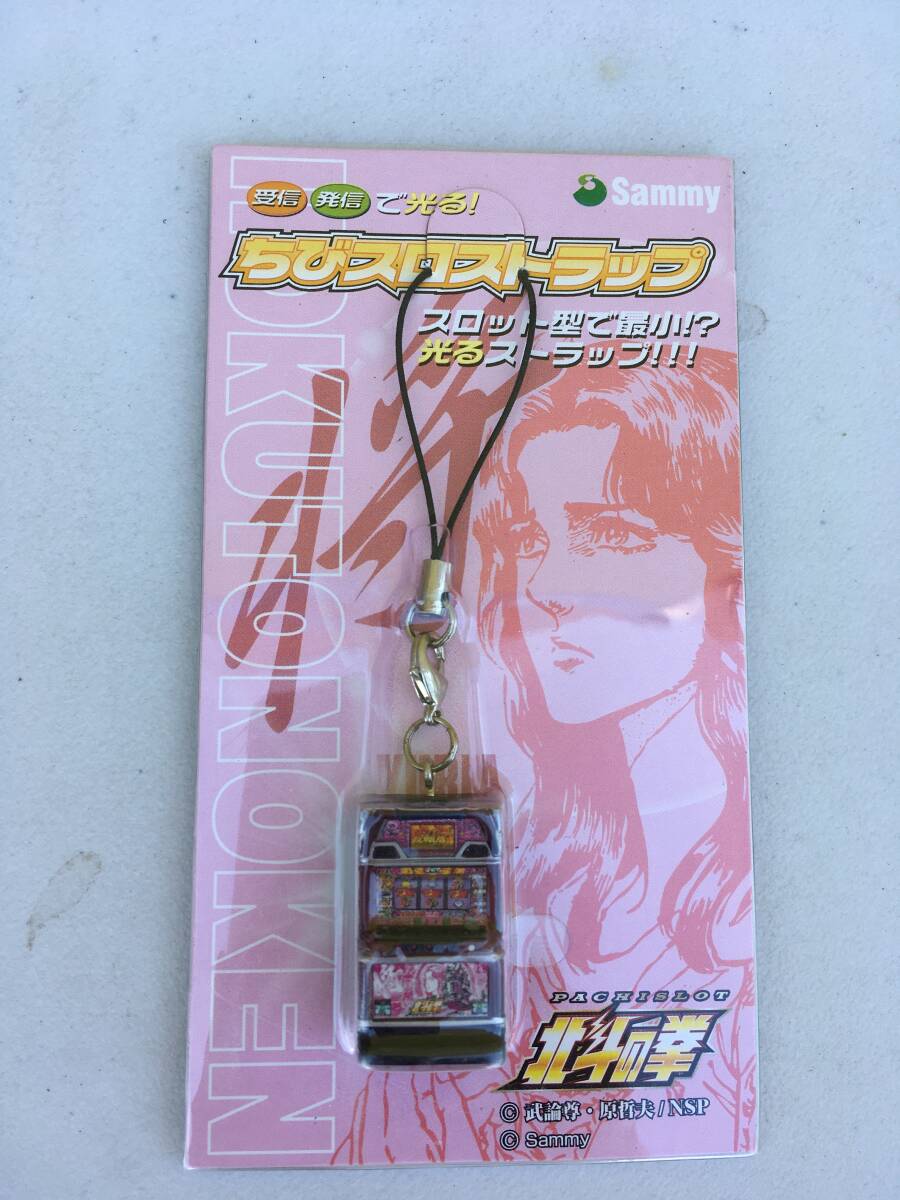 受信 発信 で光る!
Sammy
ちびスロストラップ
スロット型で最小!?
光るストラップ!!!
HOKUTONOKEN
PACHISLOT
北斗の拳
© 武論尊・原哲夫/NSP
© Sammy